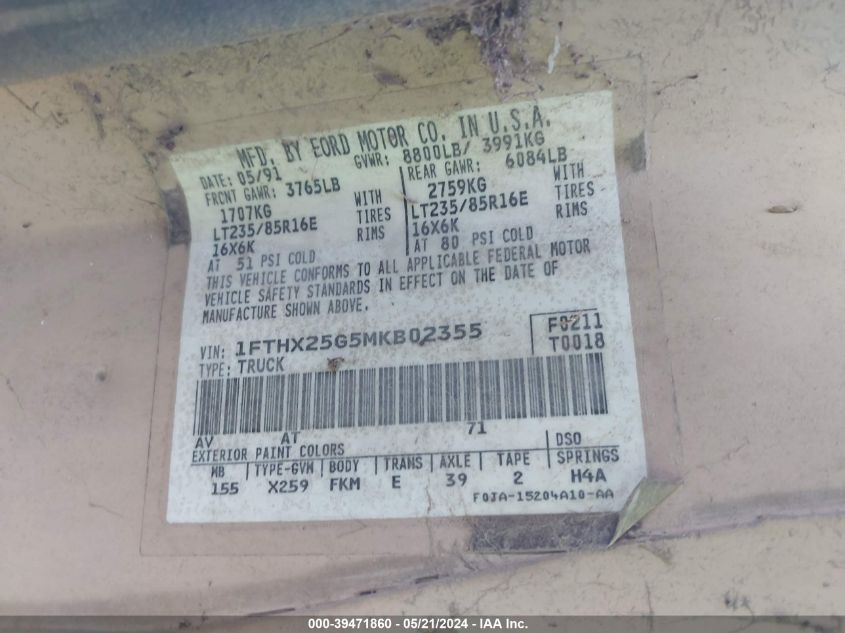 MFD. BY FORD MOTOR CO. IN U.S.A.
DATE: 05/91 GVWR: 8800LB/ 3991KG
FRONT GAWR: 3765LB REAR GAWR: 6084LB
1707KG WITH 2759KG WITH
LT235/85R16E TIRES LT235/85R16E TIRES
16X6K RIMS 16X6K RIMS
AT 51 PSI COLD AT 80 PSI COLD
THIS VEHICLE CONFORMS TO ALL APPLICABLE FEDERAL MOTOR
VEHICLE SAFETY STANDARDS IN EFFECT ON THE DATE OF
MANUFACTURE SHOWN ABOVE.
VIN: 1FTHX25G5MKB02355 F0211
TYPE: TRUCK T0018
AV AT 71
EXTERIOR PAINT COLORS DSO
WB TYPE-GVM BODY TRANS AXLE TAPE SPRINGS
155 X259 FKM E 39 2 H4A
F0JA-15204A10-AA
000-39471860 - 05/21/2024 - IAA Inc.